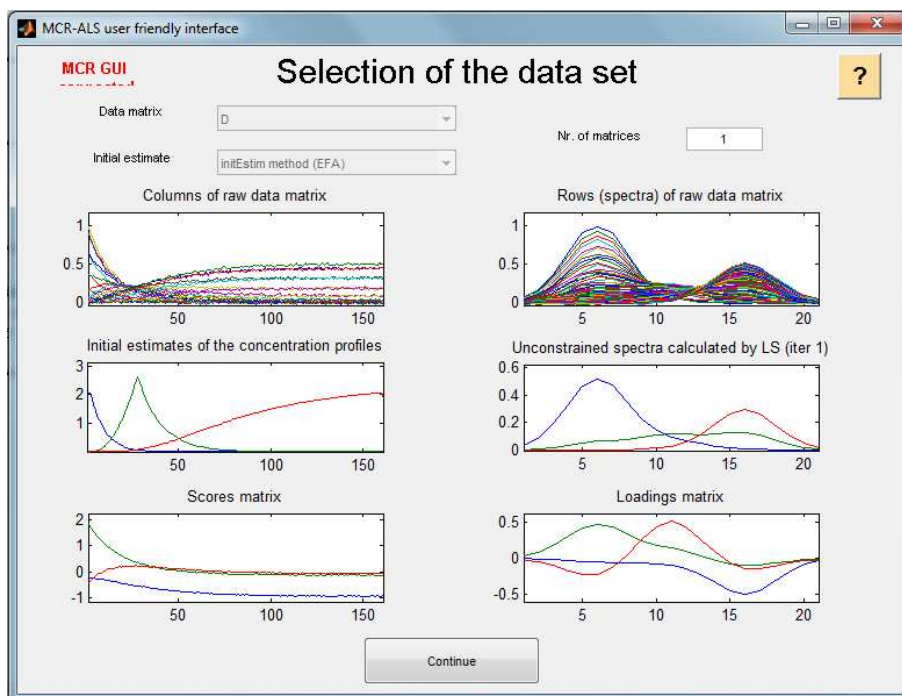 MCR-ALS user friendly interface
MCR GUI
Selection of the data set
?
Data matrix
D
Nr. of matrices
1
Initial estimate
initEstim method (EFA)
Columns of raw data matrix
1
0.5
0
50
100
150
Rows (spectra) of raw data matrix
1
0.5
0
5
10
15
20
Initial estimates of the concentration profiles
3
2
1
50
100
150
Unconstrained spectra calculated by LS (iter 1)
0.6
0.4
0.2
0
5
10
15
20
Scores matrix
2
1
0
-1
50
100
150
Loadings matrix
0.5
0
-0.5
5
10
15
20
Continue